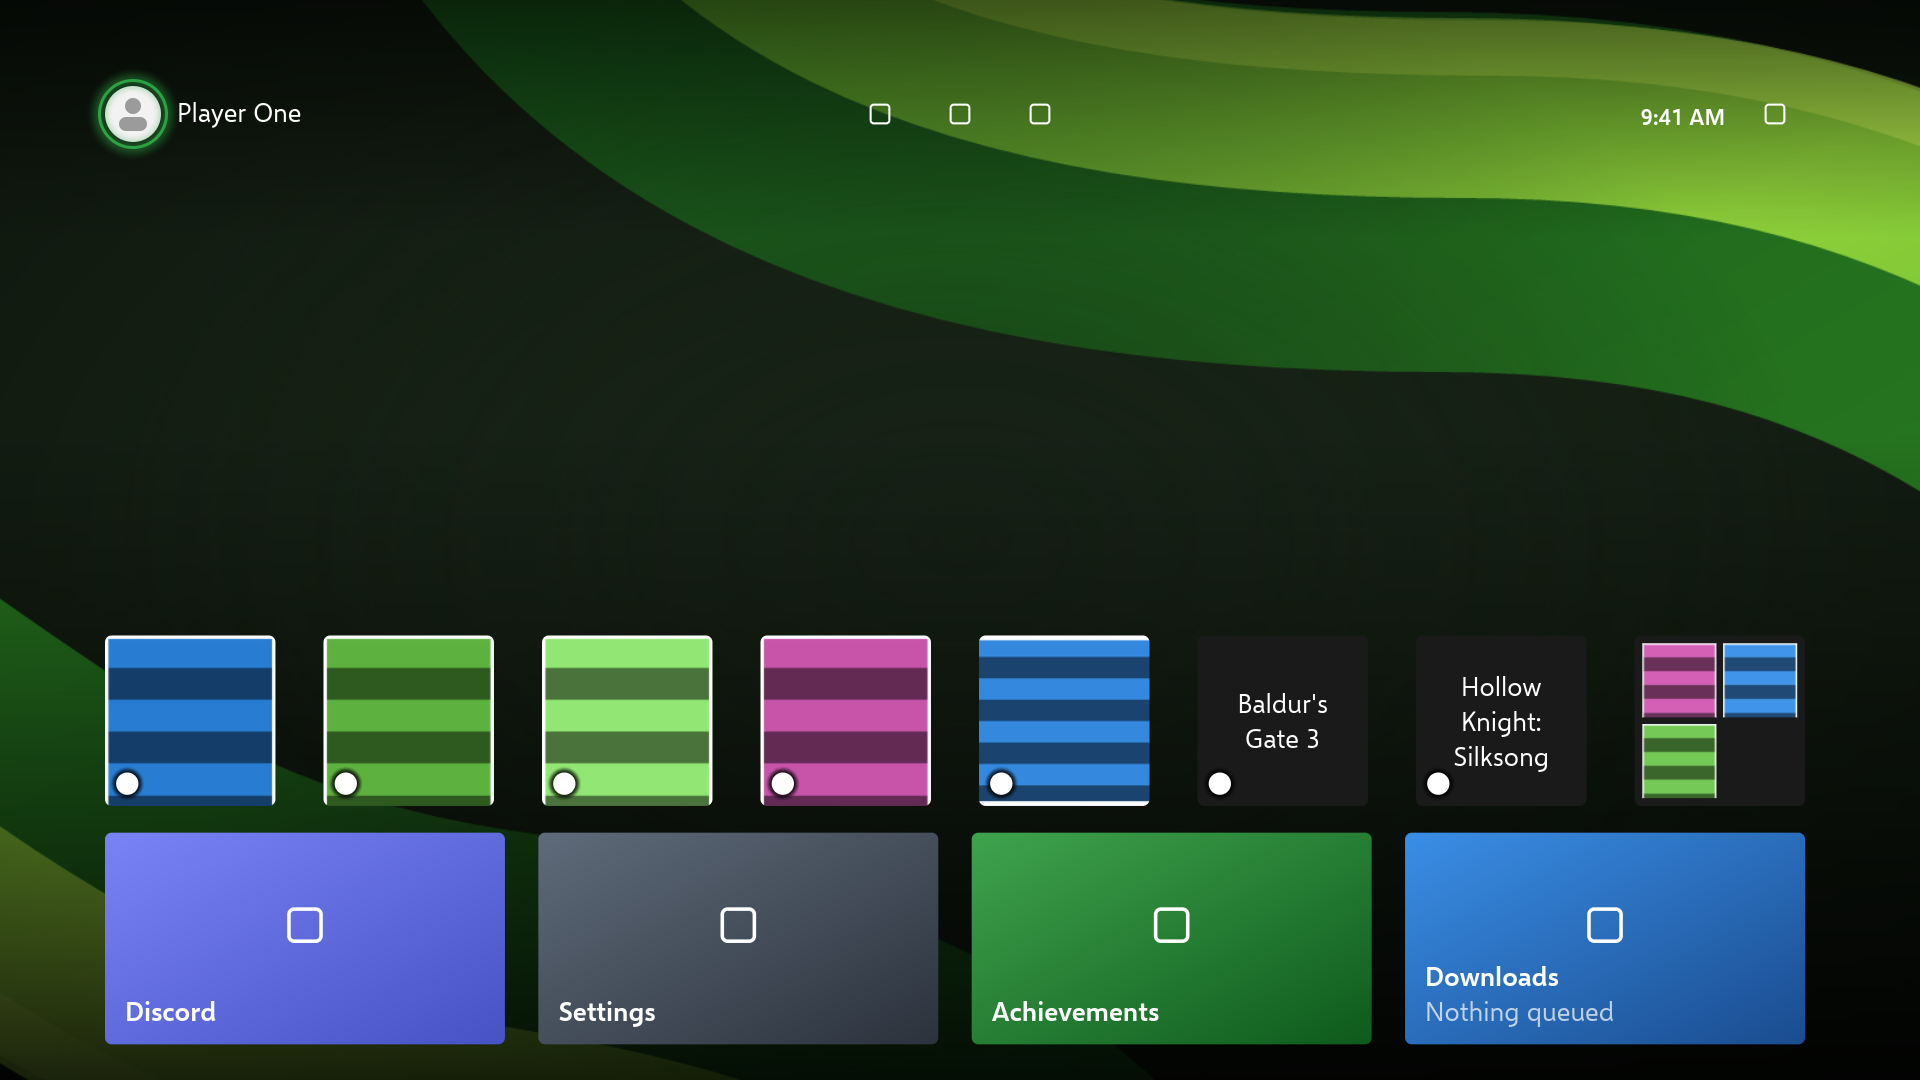 Player One
9:41 AM
Baldur's
Gate 3
Hollow
Knight:
Silksong
Discord
Settings
Achievements
Downloads
Nothing queued